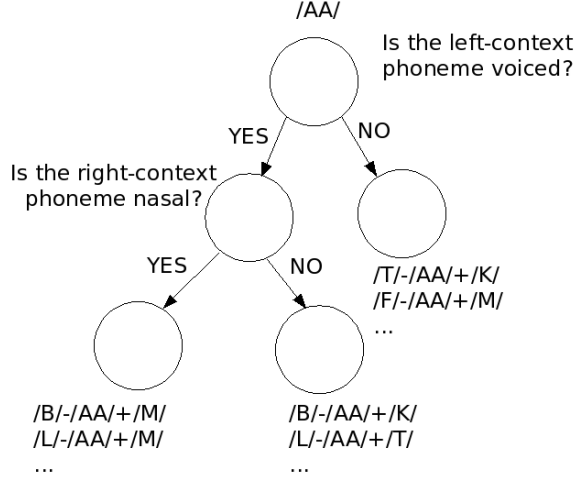 /AA/
Is the left-context
phoneme voiced?
YES
NO
Is the right-context
phoneme nasal?
YES
NO
/T/-/AA/+/K/
/F/-/AA/+/M/
...
/B/-/AA/+/M/
/L/-/AA/+/M/
...
/B/-/AA/+/K/
/L/-/AA/+/T/
...